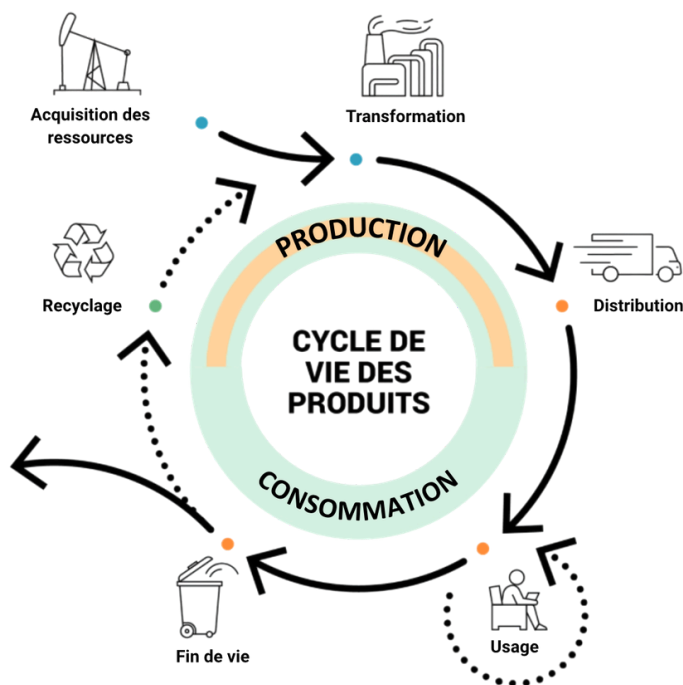 Acquisition des
ressources
Transformation
Recyclage
PRODUCTION
Distribution
CYCLE DE
VIE DES
PRODUITS
CONSOMMATION
Fin de vie
Usage